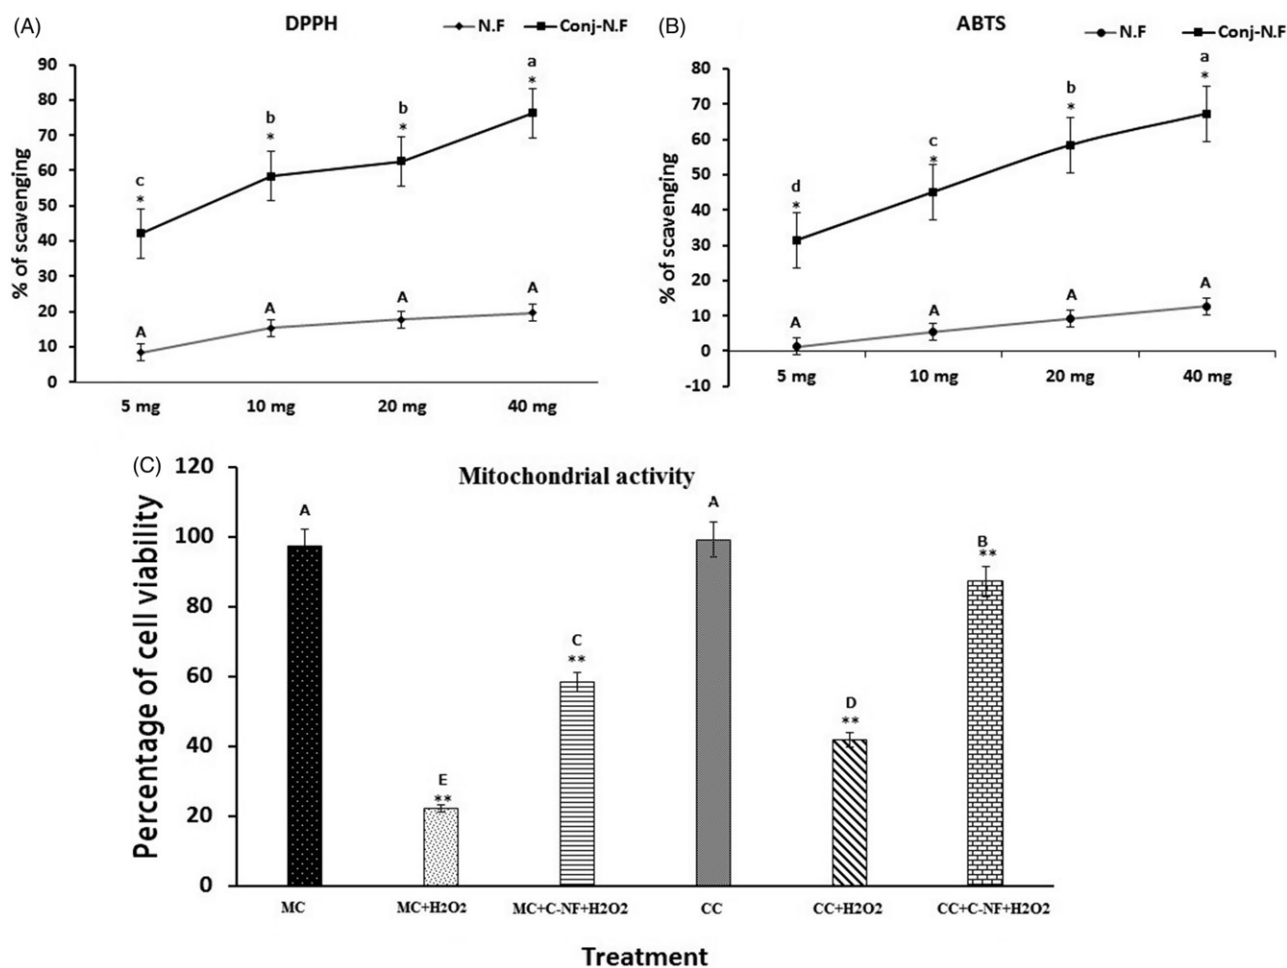 (A)
DPPH
N.F
Conj-N.F
% of scavenging
90
80
70
60
50
40
30
20
10
0
c
*
b
*
b
*
a
*
A
A
A
A
5 mg
10 mg
20 mg
40 mg
(B)
ABTS
N.F
Conj-N.F
% of scavenging
80
70
60
50
40
30
20
10
0
-10
d
*
c
*
b
*
a
*
A
A
A
A
5 mg
10 mg
20 mg
40 mg
(C)
Mitochondrial activity
Percentage of cell viability
120
100
80
60
40
20
0
A
E
**
C
**
A
D
**
B
**
MC
MC+H2O2
MC+C-NF+H2O2
CC
CC+H2O2
CC+C-NF+H2O2
Treatment